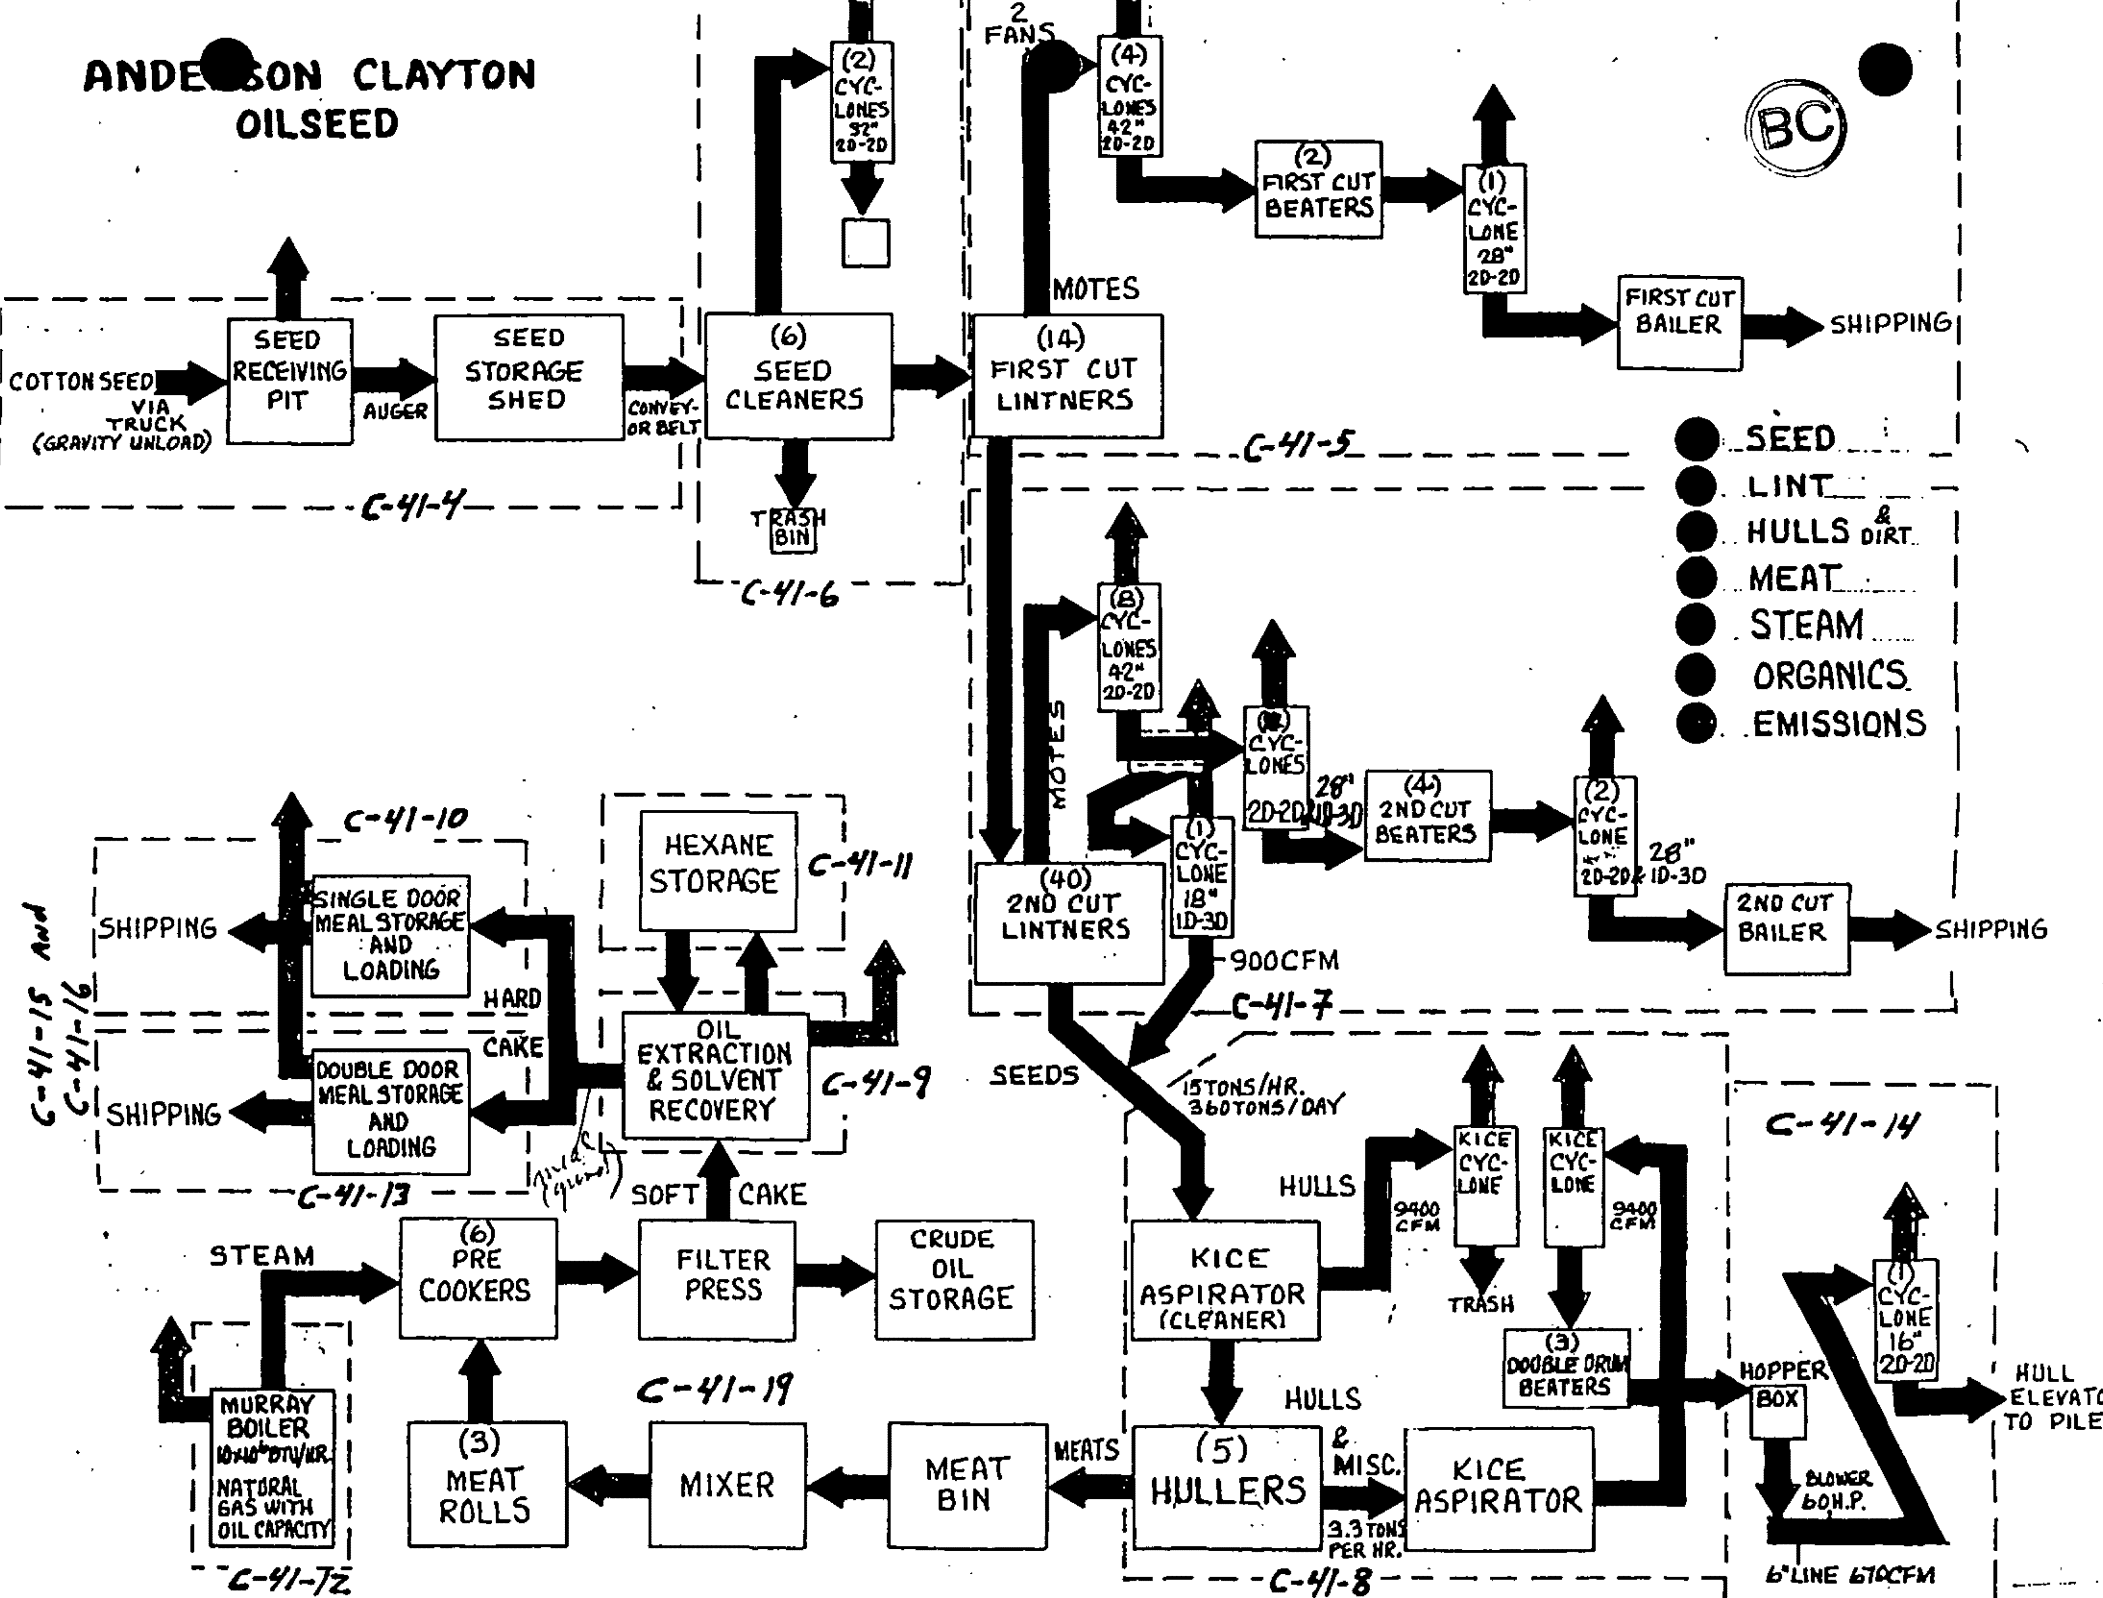 ANDERSON CLAYTON
OILSEED
(2)
CYC-
LONES
32"
2D-2D
2
FANS
(4)
CYC-
LONES
42"
2D-2D
(2)
FIRST CUT
BEATERS
(1)
CYC-
LONE
28"
2D-2D
BC
FIRST CUT
BAILER
SHIPPING
MOTES
COTTON SEED
VIA
TRUCK
(GRAVITY UNLOAD)
SEED
RECEIVING
PIT
AUGER
SEED
STORAGE
SHED
CONVEY-
OR BELT
(6)
SEED
CLEANERS
(14)
FIRST CUT
LINTNERS
C-41-4
TRASH
BIN
C-41-6
C-41-5
SEED
LINT
HULLS & DIRT
MEAT
STEAM
ORGANICS
EMISSIONS
(8)
CYC-
LONES
42"
2D-2D
MOTES
CYC-
LONES
28"
2D-2D & 1D-3D
(4)
2ND CUT
BEATERS
(2)
CYC-
LONE
28"
2D-2D & 1D-3D
(1)
CYC-
LONE
18"
1D-3D
(40)
2ND CUT
LINTNERS
2ND CUT
BAILER
SHIPPING
900CFM
C-41-7
C-41-10
HEXANE
STORAGE
C-41-11
C-41-15 AND
C-41-16
SHIPPING
SINGLE DOOR
MEAL STORAGE
AND
LOADING
HARD
CAKE
SHIPPING
DOUBLE DOOR
MEAL STORAGE
AND
LOADING
C-41-13
OIL
EXTRACTION
& SOLVENT
RECOVERY
C-41-9
SOFT CAKE
SEEDS
15 TONS/HR.
360 TONS/DAY
HULLS
KICE
CYC-
LONE
9400
CFM
KICE
CYC-
LONE
9400
CFM
TRASH
C-41-14
(1)
CYC-
LONE
16"
2D-2D
STEAM
(6)
PRE
COOKERS
FILTER
PRESS
CRUDE
OIL
STORAGE
KICE
ASPIRATOR
(CLEANER)
(3)
DOUBLE DRUM
BEATERS
HOPPER
BOX
HULL
ELEVATO
TO PILE
MURRAY
BOILER
10x10⁶ BTU/HR.
NATURAL
GAS WITH
OIL CAPACITY
C-41-12
C-41-19
(3)
MEAT
ROLLS
MIXER
MEAT
BIN
MEATS
(5)
HULLERS
HULLS
&
MISC.
3.3 TONS
PER HR.
KICE
ASPIRATOR
BLOWER
60 H.P.
6" LINE 670CFM
C-41-8